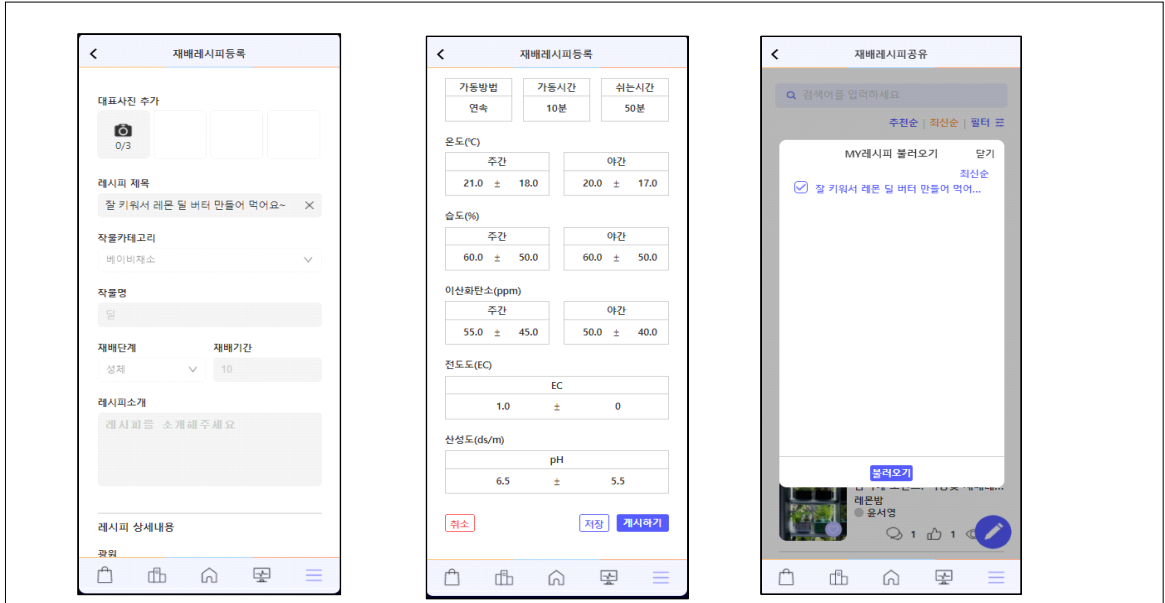 재배레시피등록
대표사진 추가
0/3
레시피 제목
잘 키워서 레몬 딜 버터 만들어 먹어요~
작물카테고리
베이비채소
작물명
딜
재배단계 재배기간
성체 10
레시피소개
레시피를 소개해주세요
레시피 상세내용
광원
재배레시피등록
가동방법 가동시간 쉬는시간
연속 10분 50분
온도(℃)
주간 야간
21.0 ± 18.0 20.0 ± 17.0
습도(%)
주간 야간
60.0 ± 50.0 60.0 ± 50.0
이산화탄소(ppm)
주간 야간
55.0 ± 45.0 50.0 ± 40.0
전도도(EC)
EC
1.0 ± 0
산성도(ds/m)
pH
6.5 ± 5.5
취소 저장 게시하기
재배레시피공유
검색어를 입력하세요
추천순 | 최신순 | 필터
MY레시피 불러오기 닫기
최신순
잘 키워서 레몬 딜 버터 만들어 먹어...
불러오기
레몬밤
윤서영
1 1